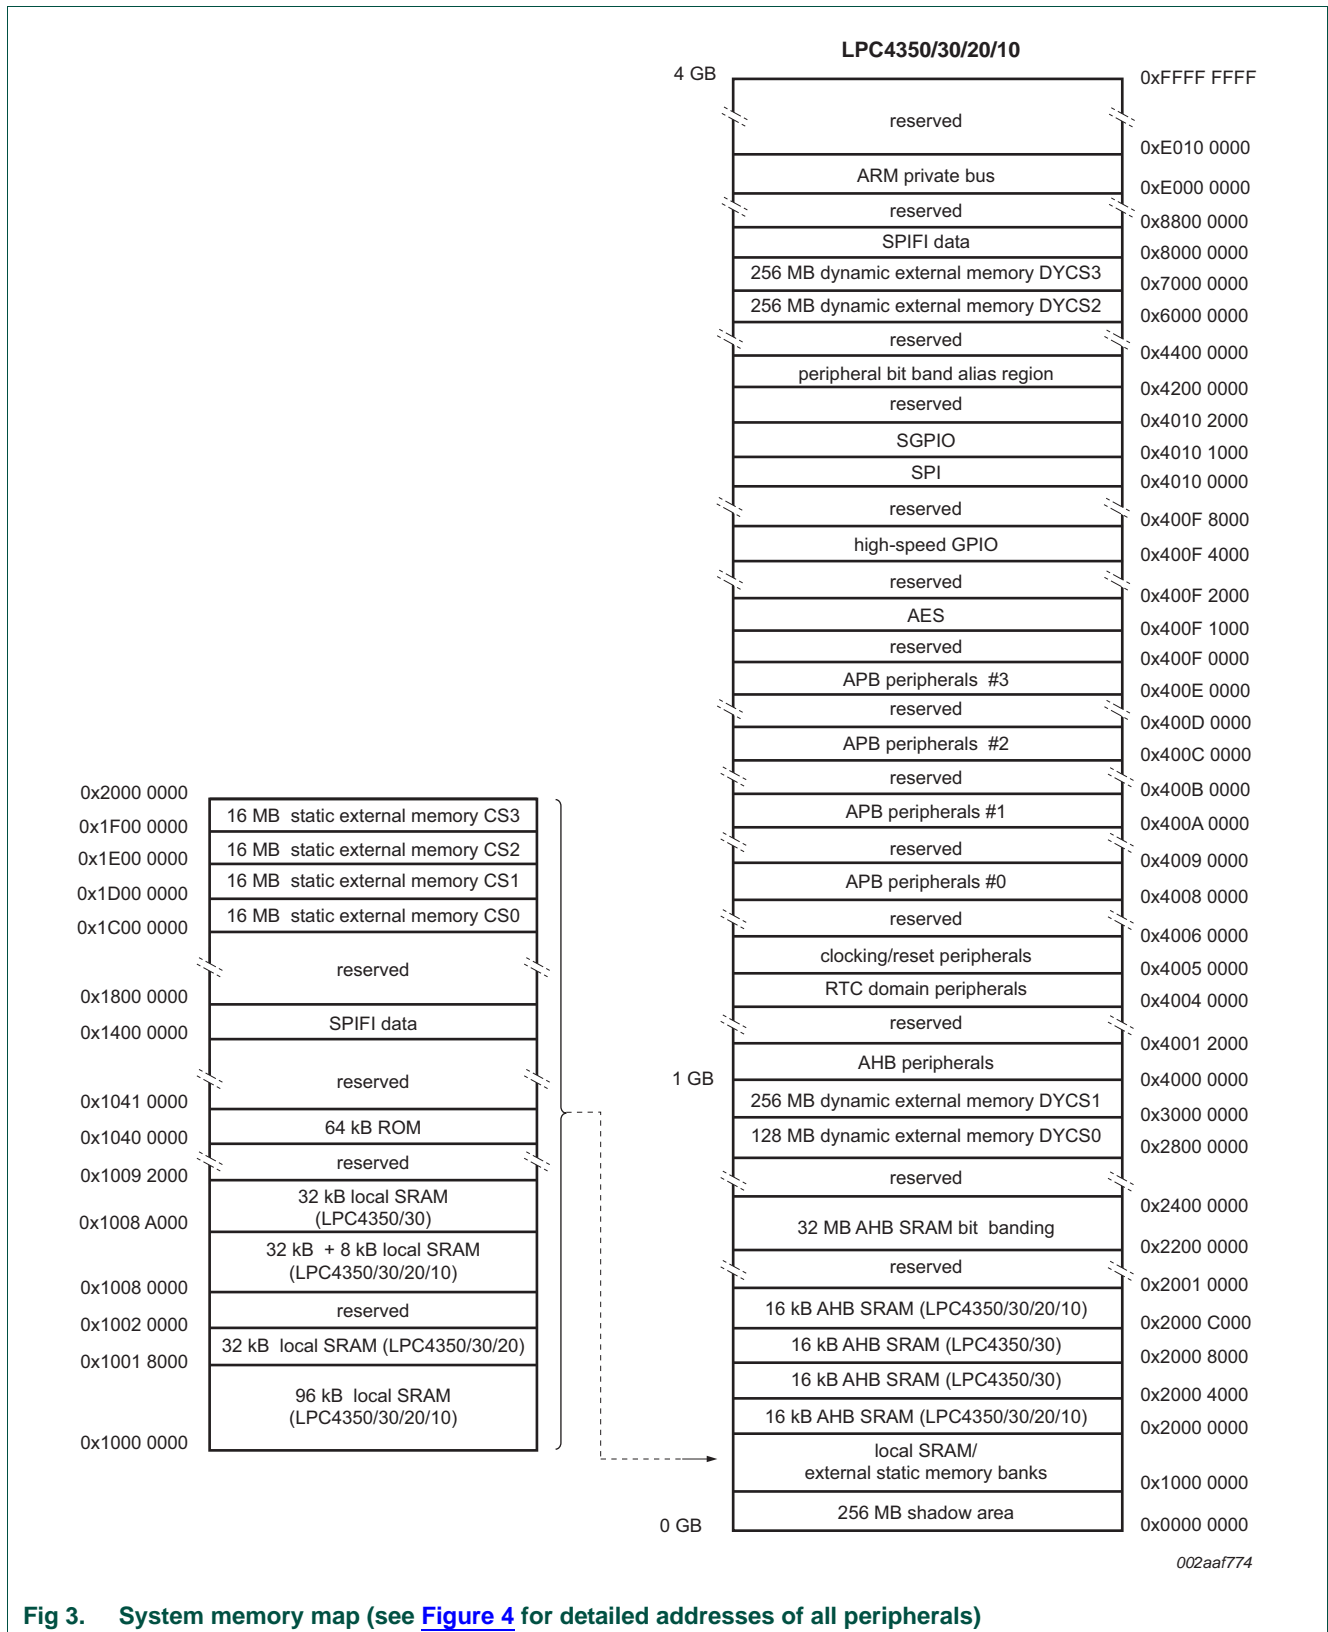 LPC4350/30/20/10
4 GB
0xFFFF FFFF
reserved
0xE010 0000
ARM private bus
0xE000 0000
reserved
0x8800 0000
SPIFI data
0x8000 0000
256 MB dynamic external memory DYCS3
0x7000 0000
256 MB dynamic external memory DYCS2
0x6000 0000
reserved
0x4400 0000
peripheral bit band alias region
0x4200 0000
reserved
0x4010 2000
SGPIO
0x4010 1000
SPI
0x4010 0000
reserved
0x400F 8000
high-speed GPIO
0x400F 4000
reserved
0x400F 2000
AES
0x400F 1000
reserved
0x400F 0000
APB peripherals #3
0x400E 0000
reserved
0x400D 0000
APB peripherals #2
0x400C 0000
reserved
0x400B 0000
APB peripherals #1
0x400A 0000
reserved
0x4009 0000
APB peripherals #0
0x4008 0000
reserved
0x4006 0000
clocking/reset peripherals
0x4005 0000
RTC domain peripherals
0x4004 0000
reserved
0x4001 2000
AHB peripherals
1 GB
0x4000 0000
256 MB dynamic external memory DYCS1
0x3000 0000
128 MB dynamic external memory DYCS0
0x2800 0000
reserved
0x2400 0000
32 MB AHB SRAM bit banding
0x2200 0000
reserved
0x2001 0000
16 kB AHB SRAM (LPC4350/30/20/10)
0x2000 C000
16 kB AHB SRAM (LPC4350/30)
0x2000 8000
16 kB AHB SRAM (LPC4350/30)
0x2000 4000
16 kB AHB SRAM (LPC4350/30/20/10)
0x2000 0000
local SRAM/
external static memory banks
0x1000 0000
256 MB shadow area
0 GB
0x0000 0000
0x2000 0000
16 MB static external memory CS3
0x1F00 0000
16 MB static external memory CS2
0x1E00 0000
16 MB static external memory CS1
0x1D00 0000
16 MB static external memory CS0
0x1C00 0000
reserved
0x1800 0000
SPIFI data
0x1400 0000
reserved
0x1041 0000
64 kB ROM
0x1040 0000
reserved
0x1009 2000
32 kB local SRAM
(LPC4350/30)
0x1008 A000
32 kB + 8 kB local SRAM
(LPC4350/30/20/10)
0x1008 0000
reserved
0x1002 0000
32 kB local SRAM (LPC4350/30/20)
0x1001 8000
96 kB local SRAM
(LPC4350/30/20/10)
0x1000 0000
002aaf774
Fig 3. System memory map (see Figure 4 for detailed addresses of all peripherals)